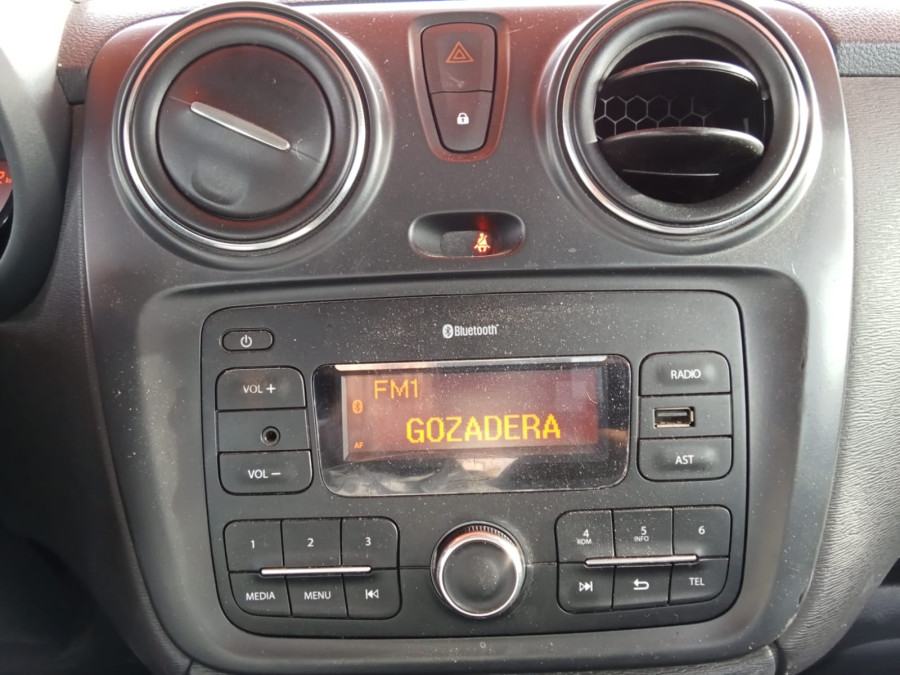 Bluetooth
VOL +
FM1
RADIO
GOZADERA
AF
VOL –
AST
1 2 3
4 5 6
RDM INFO
MEDIA MENU
TEL